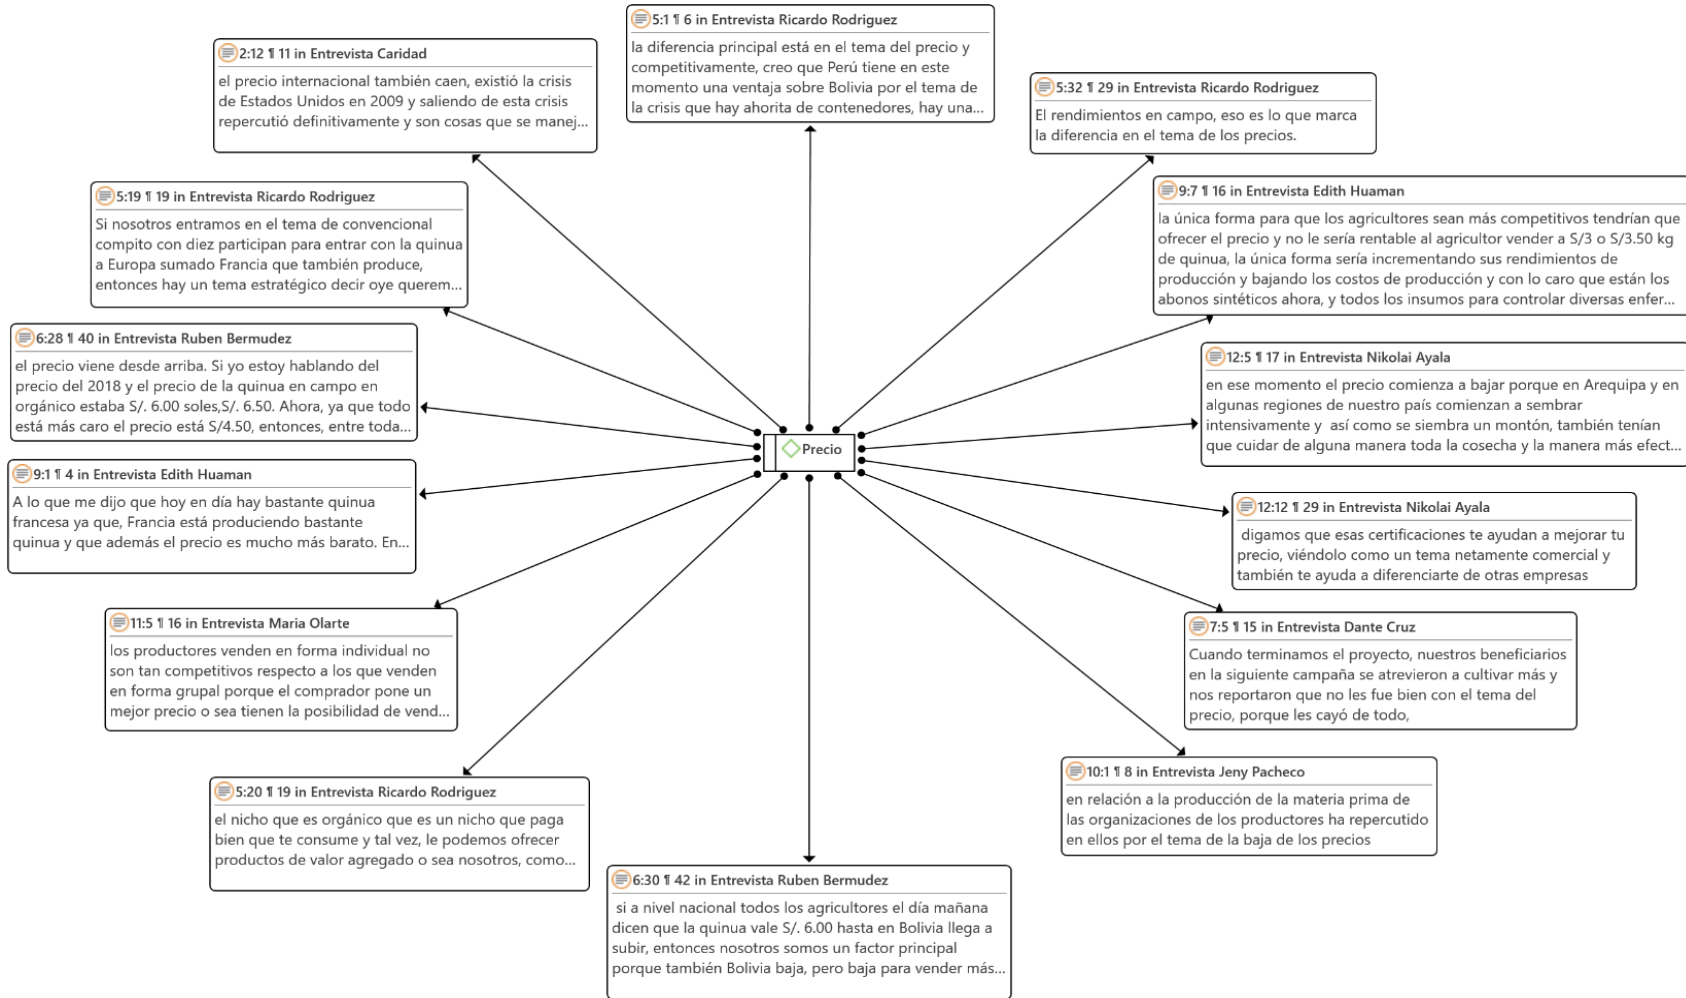 5:1 ¶ 6 in Entrevista Ricardo Rodriguez
la diferencia principal está en el tema del precio y
competitivamente, creo que Perú tiene en este
momento una ventaja sobre Bolivia por el tema de
la crisis que hay ahorita de contenedores, hay una...
2:12 ¶ 11 in Entrevista Caridad
el precio internacional también caen, existió la crisis
de Estados Unidos en 2009 y saliendo de esta crisis
repercutió definitivamente y son cosas que se manej...
5:32 ¶ 29 in Entrevista Ricardo Rodriguez
El rendimientos en campo, eso es lo que marca
la diferencia en el tema de los precios.
5:19 ¶ 19 in Entrevista Ricardo Rodriguez
Si nosotros entramos en el tema de convencional
compito con diez participan para entrar con la quinua
a Europa sumado Francia que también produce,
entonces hay un tema estratégico decir oye querem...
9:7 ¶ 16 in Entrevista Edith Huaman
la única forma para que los agricultores sean más competitivos tendrían que
ofrecer el precio y no le sería rentable al agricultor vender a S/3 o S/3.50 kg
de quinua, la única forma sería incrementando sus rendimientos de
producción y bajando los costos de producción y con lo caro que están los
abonos sintéticos ahora, y todos los insumos para controlar diversas enfer...
6:28 ¶ 40 in Entrevista Ruben Bermudez
el precio viene desde arriba. Si yo estoy hablando del
precio del 2018 y el precio de la quinua en campo en
orgánico estaba S/. 6.00 soles,S/. 6.50. Ahora, ya que todo
está más caro el precio está S/4.50, entonces, entre toda...
12:5 ¶ 17 in Entrevista Nikolai Ayala
en ese momento el precio comienza a bajar porque en Arequipa y en
algunas regiones de nuestro país comienzan a sembrar
intensivamente y  así como se siembra un montón, también tenían
que cuidar de alguna manera toda la cosecha y la manera más efect...
Precio
9:1 ¶ 4 in Entrevista Edith Huaman
A lo que me dijo que hoy en día hay bastante quinua
francesa ya que, Francia está produciendo bastante
quinua y que además el precio es mucho más barato. En...
12:12 ¶ 29 in Entrevista Nikolai Ayala
digamos que esas certificaciones te ayudan a mejorar tu
precio, viéndolo como un tema netamente comercial y
también te ayuda a diferenciarte de otras empresas
11:5 ¶ 16 in Entrevista Maria Olarte
los productores venden en forma individual no
son tan competitivos respecto a los que venden
en forma grupal porque el comprador pone un
mejor precio o sea tienen la posibilidad de vend...
7:5 ¶ 15 in Entrevista Dante Cruz
Cuando terminamos el proyecto, nuestros beneficiarios
en la siguiente campaña se atrevieron a cultivar más y
nos reportaron que no les fue bien con el tema del
precio, porque les cayó de todo,
10:1 ¶ 8 in Entrevista Jeny Pacheco
en relación a la producción de la materia prima de
las organizaciones de los productores ha repercutido
en ellos por el tema de la baja de los precios
5:20 ¶ 19 in Entrevista Ricardo Rodriguez
el nicho que es orgánico que es un nicho que paga
bien que te consume y tal vez, le podemos ofrecer
productos de valor agregado o sea nosotros, como...
6:30 ¶ 42 in Entrevista Ruben Bermudez
si a nivel nacional todos los agricultores el día mañana
dicen que la quinua vale S/. 6.00 hasta en Bolivia llega a
subir, entonces nosotros somos un factor principal
porque también Bolivia baja, pero baja para vender más...